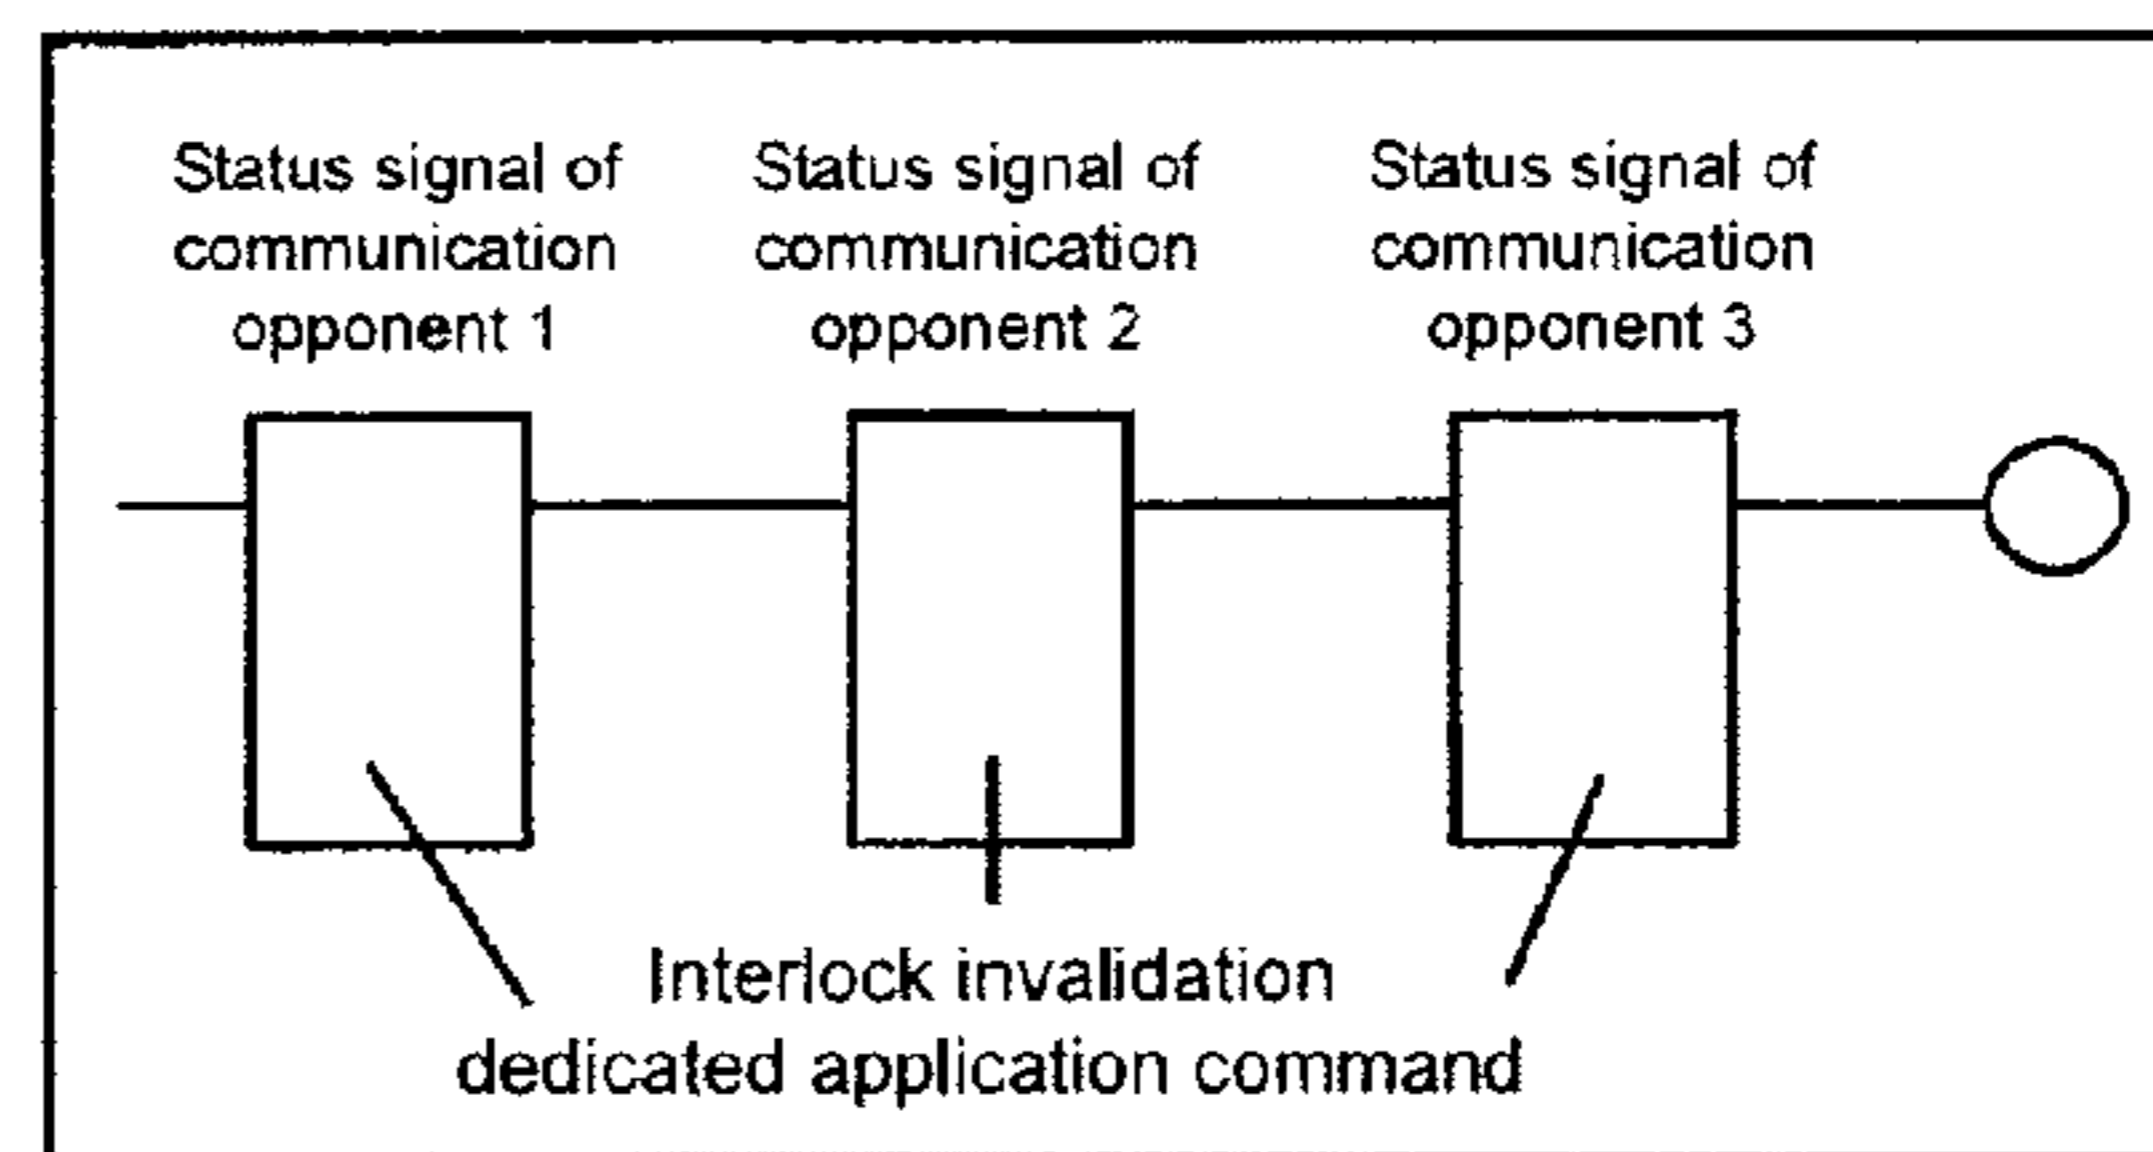 Status signal of
communication
opponent 1
Status signal of
communication
opponent 2
Status signal of
communication
opponent 3
Interlock invalidation
dedicated application command